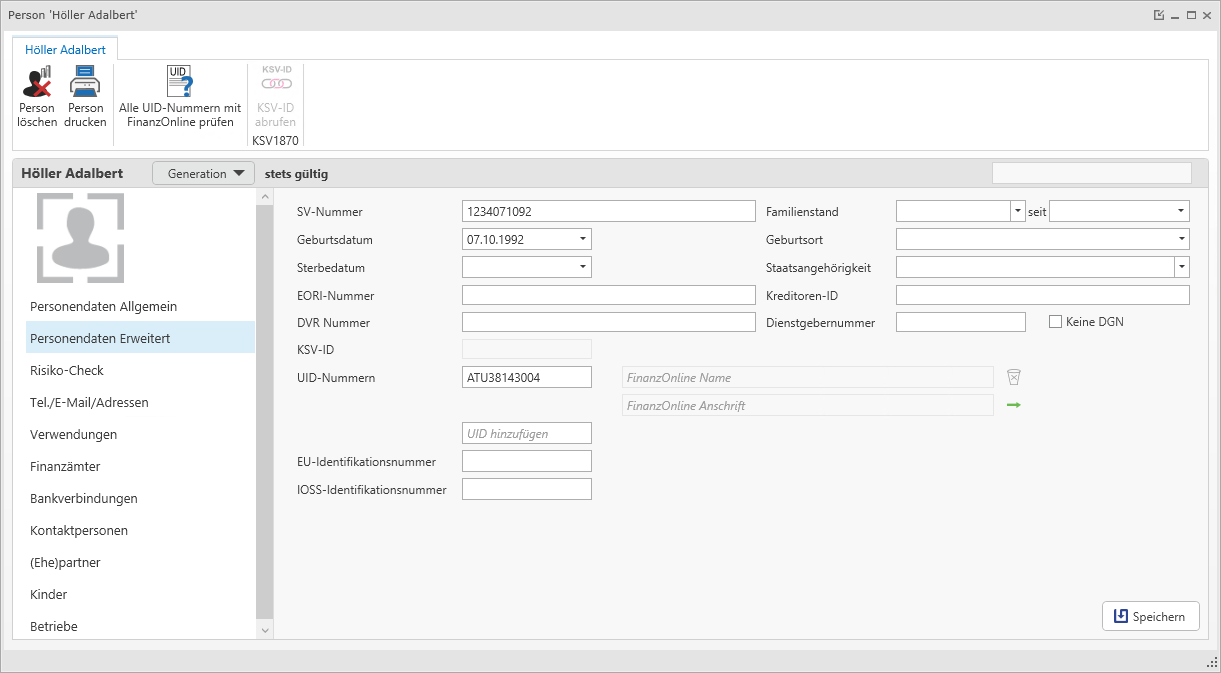 Person 'Höller Adalbert'
Höller Adalbert
UID
KSV-ID
Person löschen
Person drucken
Alle UID-Nummern mit FinanzOnline prüfen
KSV-ID abrufen
KSV1870
Höller Adalbert Generation stets gültig
Personendaten Allgemein
Personendaten Erweitert
Risiko-Check
Tel./E-Mail/Adressen
Verwendungen
Finanzämter
Bankverbindungen
Kontaktpersonen
(Ehe)partner
Kinder
Betriebe
SV-Nummer 1234071092 Familienstand seit
Geburtsdatum 07.10.1992 Geburtsort
Sterbedatum Staatsangehörigkeit
EORI-Nummer Kreditoren-ID
DVR Nummer Dienstgebernummer Keine DGN
KSV-ID
UID-Nummern ATU38143004 FinanzOnline Name
FinanzOnline Anschrift
UID hinzufügen
EU-Identifikationsnummer
IOSS-Identifikationsnummer
Speichern